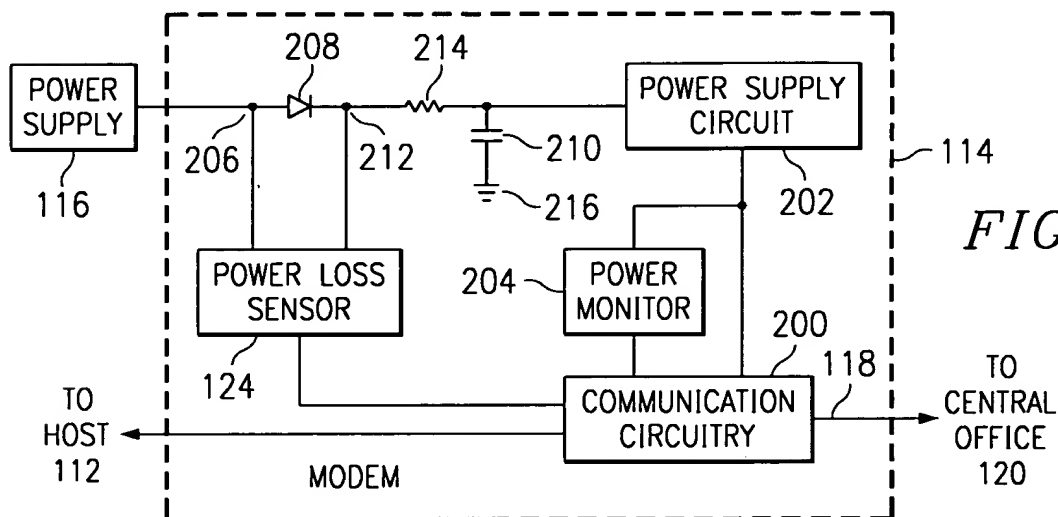 208
214
POWER
SUPPLY
POWER SUPPLY
CIRCUIT
206
212
210
114
116
216
202
FIG
POWER LOSS
SENSOR
204
POWER
MONITOR
200
124
118
TO
HOST
112
COMMUNICATION
CIRCUITRY
TO
CENTRAL
OFFICE
120
MODEM